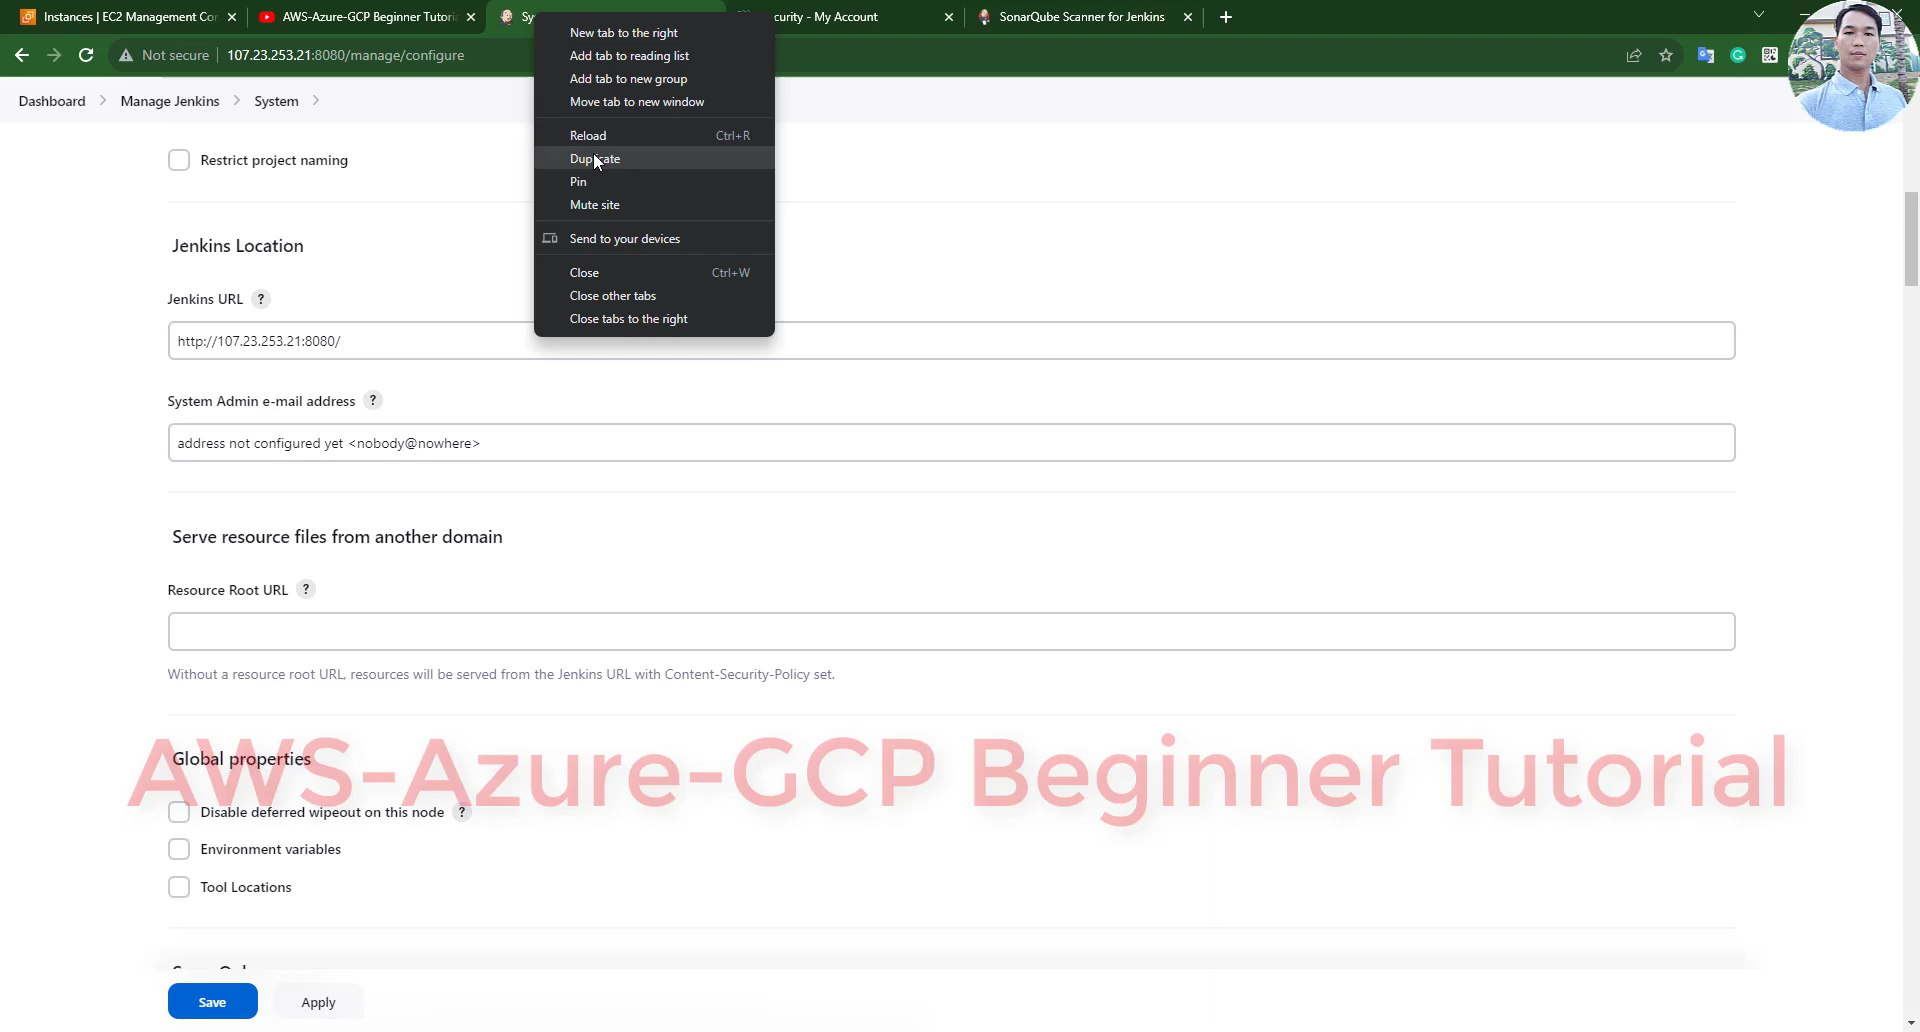 Instances | EC2 Management Cor
AWS-Azure-GCP Beginner Tutoria
Sy
curity - My Account
SonarQube Scanner for Jenkins
Not secure
107.23.253.21:8080/manage/configure
New tab to the right
Add tab to reading list
Add tab to new group
Move tab to new window
Reload Ctrl+R
Duplicate
Pin
Mute site
Send to your devices
Close Ctrl+W
Close other tabs
Close tabs to the right
Dashboard > Manage Jenkins > System >
Restrict project naming
Jenkins Location
Jenkins URL ?
http://107.23.253.21:8080/
System Admin e-mail address ?
address not configured yet <nobody@nowhere>
Serve resource files from another domain
Resource Root URL ?
Without a resource root URL, resources will be served from the Jenkins URL with Content-Security-Policy set.
Global properties
AWS-Azure-GCP Beginner Tutorial
Disable deferred wipeout on this node ?
Environment variables
Tool Locations
Save
Apply